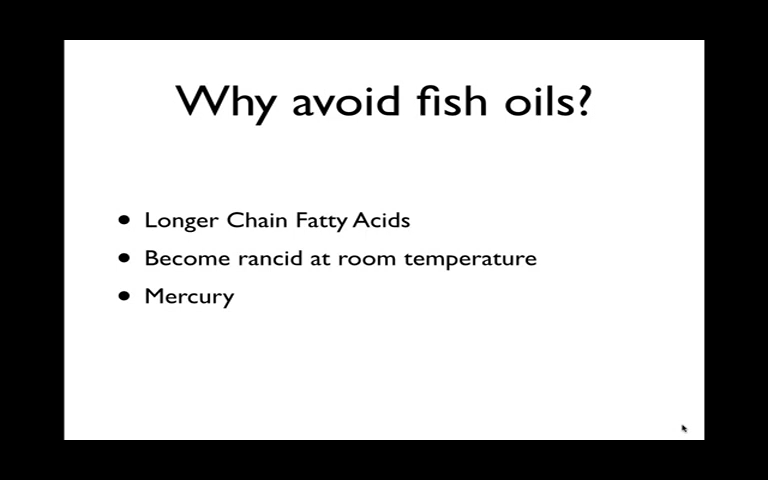 Why avoid fish oils?
• Longer Chain Fatty Acids
• Become rancid at room temperature
• Mercury